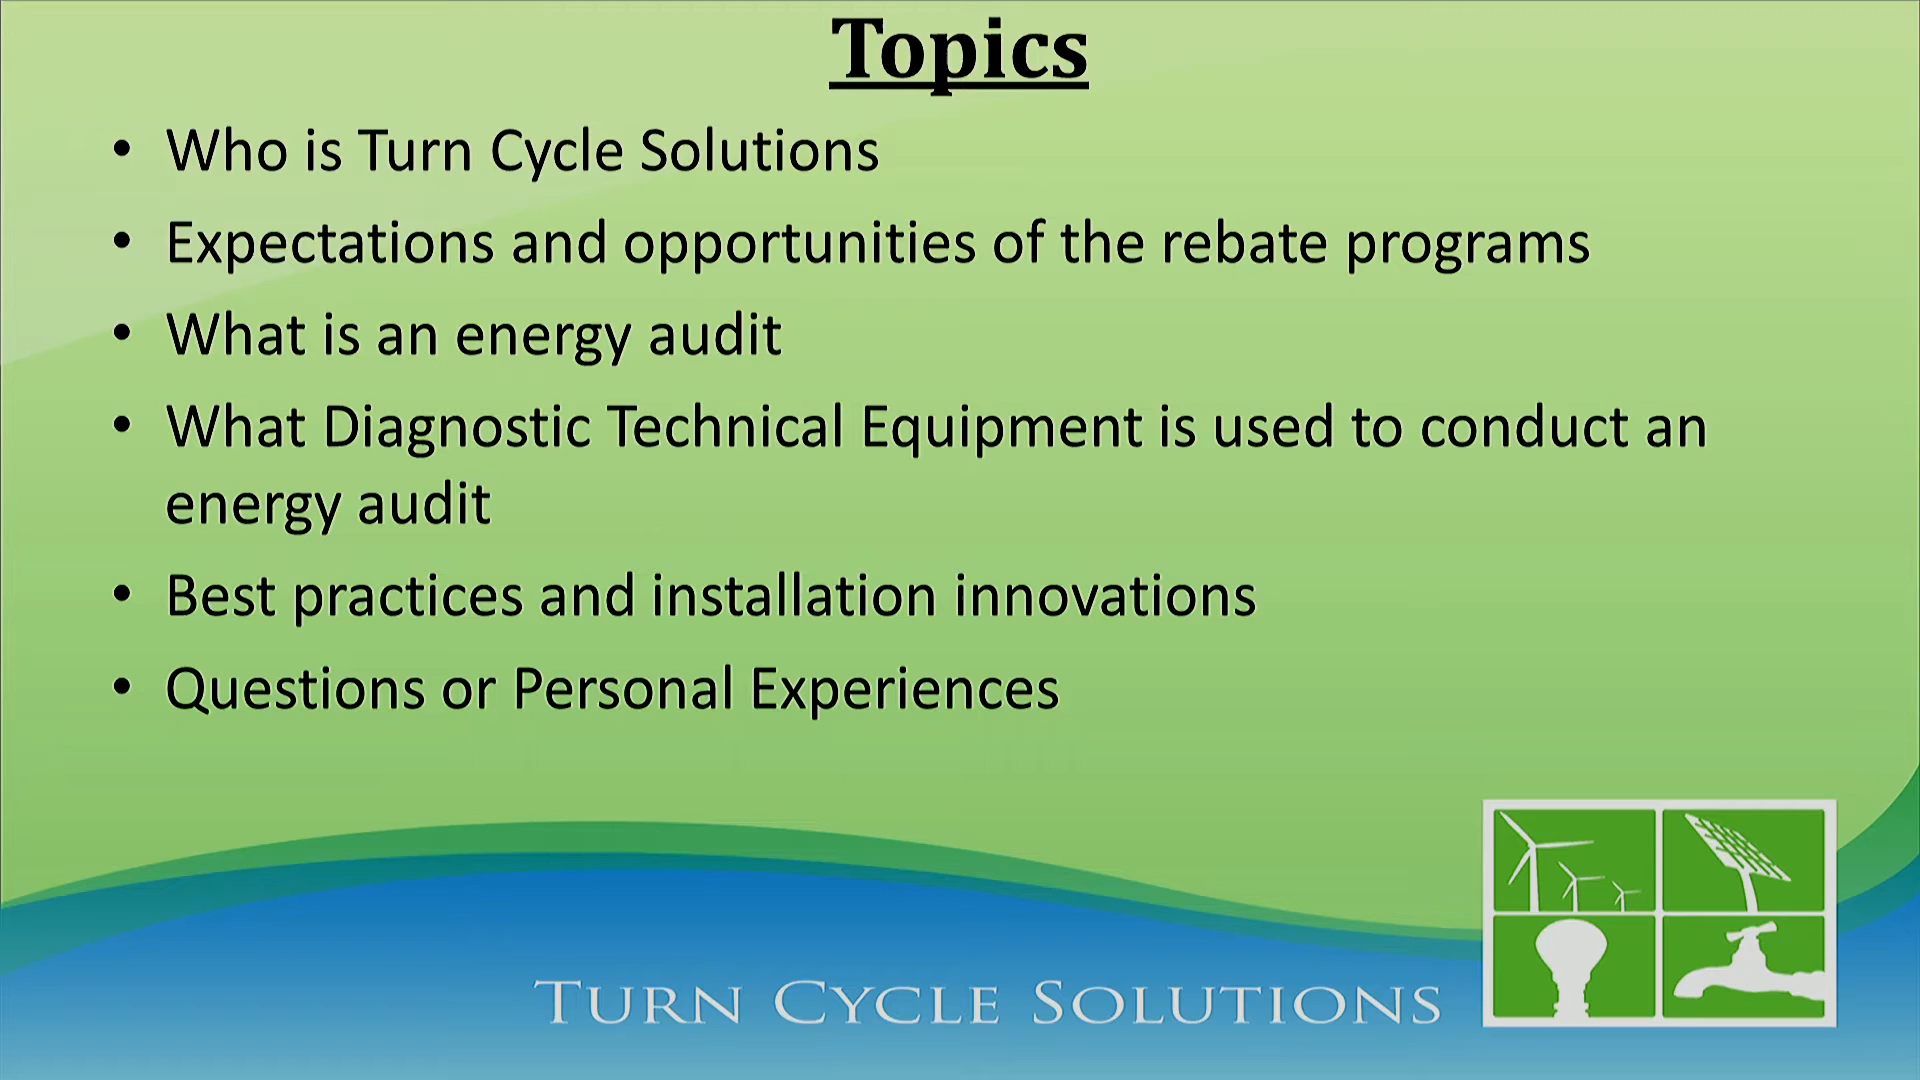 Topics
• Who is Turn Cycle Solutions
• Expectations and opportunities of the rebate programs
• What is an energy audit
• What Diagnostic Technical Equipment is used to conduct an
energy audit
• Best practices and installation innovations
• Questions or Personal Experiences
TURN CYCLE SOLUTIONS